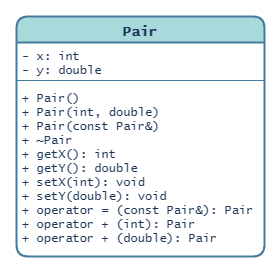 Pair
- x: int
- y: double
+ Pair()
+ Pair(int, double)
+ Pair(const Pair&)
+ ~Pair
+ getX(): int
+ getY(): double
+ setX(int): void
+ setY(double): void
+ operator = (const Pair&): Pair
+ operator + (int): Pair
+ operator + (double): Pair